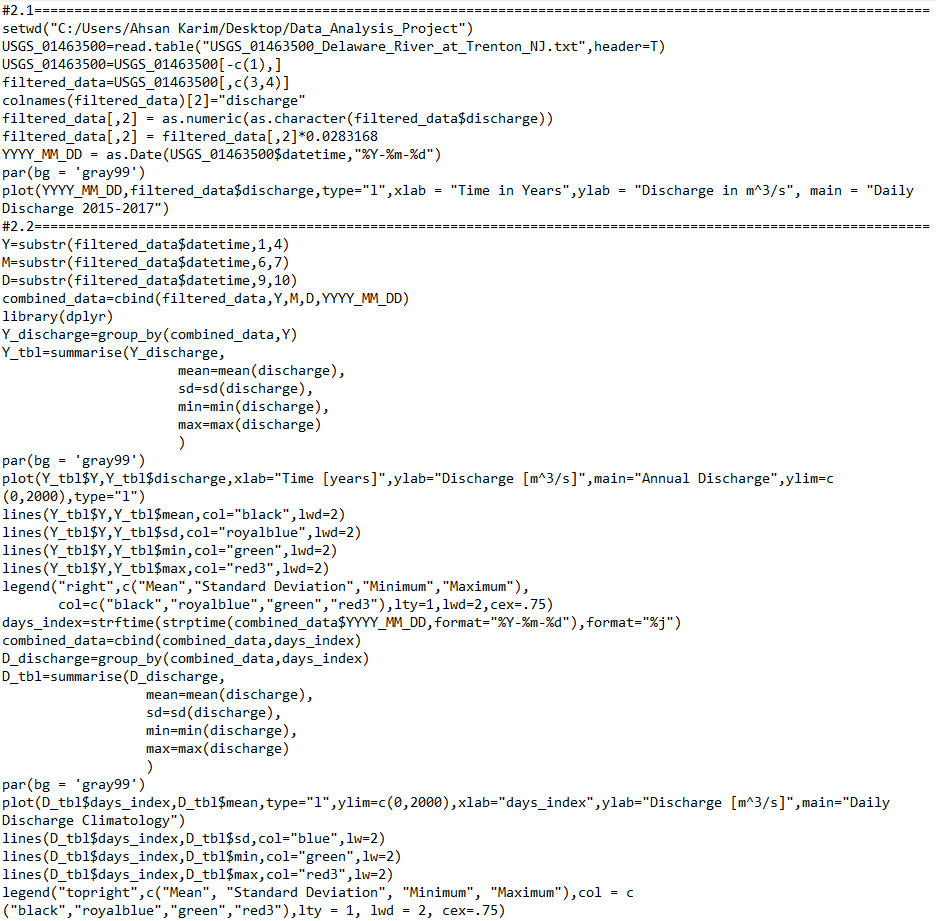 #2.1==================================================================================================================
setwd("C:/Users/Ahsan Karim/Desktop/Data_Analysis_Project")
USGS_01463500=read.table("USGS_01463500_Delaware_River_at_Trenton_NJ.txt",header=T)
USGS_01463500=USGS_01463500[-c(1),]
filtered_data=USGS_01463500[,c(3,4)]
colnames(filtered_data)[2]="discharge"
filtered_data[,2] = as.numeric(as.character(filtered_data$discharge))
filtered_data[,2] = filtered_data[,2]*0.0283168
YYYY_MM_DD = as.Date(USGS_01463500$datetime,"%Y-%m-%d")
par(bg = 'gray99')
plot(YYYY_MM_DD,filtered_data$discharge,type="l",xlab = "Time in Years",ylab = "Discharge in m^3/s", main = "Daily
Discharge 2015-2017")
#2.2==================================================================================================================
Y=substr(filtered_data$datetime,1,4)
M=substr(filtered_data$datetime,6,7)
D=substr(filtered_data$datetime,9,10)
combined_data=cbind(filtered_data,Y,M,D,YYYY_MM_DD)
library(dplyr)
Y_discharge=group_by(combined_data,Y)
Y_tbl=summarise(Y_discharge,
                      mean=mean(discharge),
                      sd=sd(discharge),
                      min=min(discharge),
                      max=max(discharge)
                      )
par(bg = 'gray99')
plot(Y_tbl$Y,Y_tbl$discharge,xlab="Time [years]",ylab="Discharge [m^3/s]",main="Annual Discharge",ylim=c
(0,2000),type="l")
lines(Y_tbl$Y,Y_tbl$mean,col="black",lwd=2)
lines(Y_tbl$Y,Y_tbl$sd,col="royalblue",lwd=2)
lines(Y_tbl$Y,Y_tbl$min,col="green",lwd=2)
lines(Y_tbl$Y,Y_tbl$max,col="red3",lwd=2)
legend("right",c("Mean","Standard Deviation","Minimum","Maximum"),
       col=c("black","royalblue","green","red3"),lty=1,lwd=2,cex=.75)
days_index=strftime(strptime(combined_data$YYYY_MM_DD,format="%Y-%m-%d"),format="%j")
combined_data=cbind(combined_data,days_index)
D_discharge=group_by(combined_data,days_index)
D_tbl=summarise(D_discharge,
                  mean=mean(discharge),
                  sd=sd(discharge),
                  min=min(discharge),
                  max=max(discharge)
                  )
par(bg = 'gray99')
plot(D_tbl$days_index,D_tbl$mean,type="l",ylim=c(0,2000),xlab="days_index",ylab="Discharge [m^3/s]",main="Daily
Discharge Climatology")
lines(D_tbl$days_index,D_tbl$sd,col="blue",lw=2)
lines(D_tbl$days_index,D_tbl$min,col="green",lw=2)
lines(D_tbl$days_index,D_tbl$max,col="red3",lw=2)
legend("topright",c("Mean", "Standard Deviation", "Minimum", "Maximum"),col = c
("black","royalblue","green","red3"),lty = 1, lwd = 2, cex=.75)